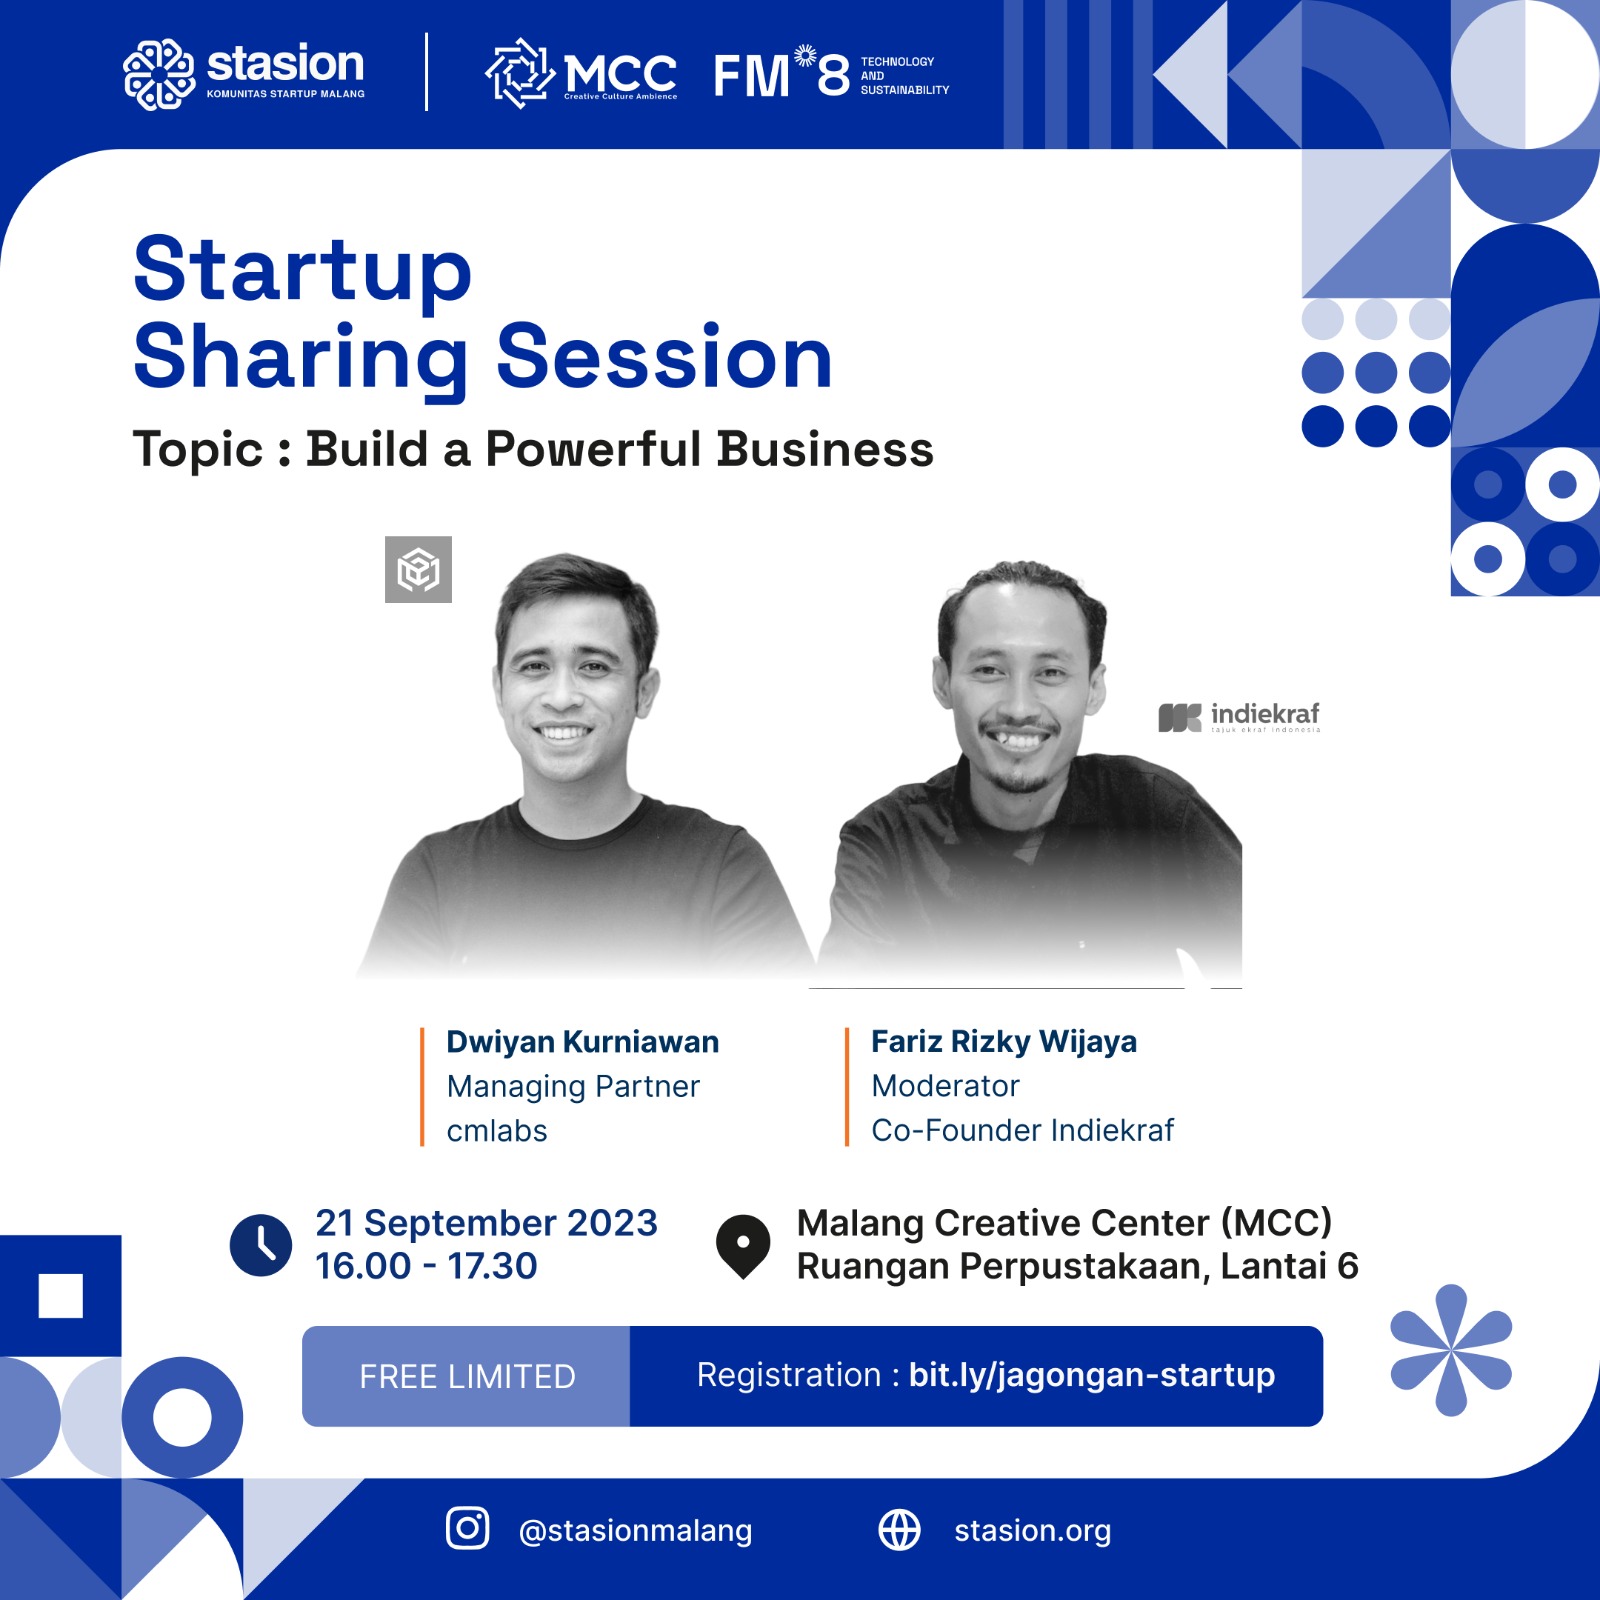 stasion
KOMUNITAS STARTUP MALANG
MCC
Creative Culture Ambience
FM 8
TECHNOLOGY
AND
SUSTAINABILITY
Startup
Sharing Session
Topic : Build a Powerful Business
indiekraf
tajuk ekraf indonesia
Dwiyan Kurniawan
Managing Partner
cmlabs
Fariz Rizky Wijaya
Moderator
Co-Founder Indiekraf
21 September 2023
16.00 - 17.30
Malang Creative Center (MCC)
Ruangan Perpustakaan, Lantai 6
FREE LIMITED
Registration : bit.ly/jagongan-startup
@stasionmalang
stasion.org